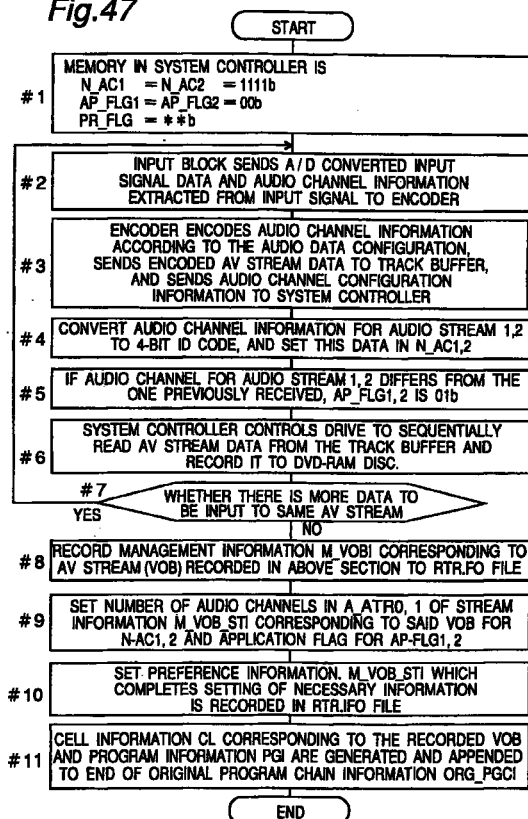 Fig.47
START
#1
MEMORY IN SYSTEM CONTROLLER IS
N_AC1 = N_AC2 = 1111b
AP_FLG1 = AP_FLG2 = 00b
PR_FLG = **b
#2
INPUT BLOCK SENDS A/D CONVERTED INPUT
SIGNAL DATA AND AUDIO CHANNEL INFORMATION
EXTRACTED FROM INPUT SIGNAL TO ENCODER
#3
ENCODER ENCODES AUDIO CHANNEL INFORMATION
ACCORDING TO THE AUDIO DATA CONFIGURATION,
SENDS ENCODED AV STREAM DATA TO TRACK BUFFER,
AND SENDS AUDIO CHANNEL CONFIGURATION
INFORMATION TO SYSTEM CONTROLLER
#4
CONVERT AUDIO CHANNEL INFORMATION FOR AUDIO STREAM 1,2
TO 4-BIT ID CODE, AND SET THIS DATA IN N_AC1,2
#5
IF AUDIO CHANNEL FOR AUDIO STREAM 1, 2 DIFFERS FROM THE
ONE PREVIOUSLY RECEIVED, AP_FLG1, 2 IS 01b
#6
SYSTEM CONTROLLER CONTROLS DRIVE TO SEQUENTIALLY
READ AV STREAM DATA FROM THE TRACK BUFFER AND
RECORD IT TO DVD-RAM DISC.
#7
WHETHER THERE IS MORE DATA TO
BE INPUT TO SAME AV STREAM
YES
NO
#8
RECORD MANAGEMENT INFORMATION M_VOBI CORRESPONDING TO
AV STREAM (VOB) RECORDED IN ABOVE SECTION TO RTR.FO FILE
#9
SET NUMBER OF AUDIO CHANNELS IN A_ATR0, 1 OF STREAM
INFORMATION M_VOB_STI CORRESPONDING TO SAID VOB FOR
N-AC1, 2 AND APPLICATION FLAG FOR AP-FLG1, 2
#10
SET PREFERENCE INFORMATION. M_VOB_STI WHICH
COMPLETES SETTING OF NECESSARY INFORMATION
IS RECORDED IN RTR.IFO FILE
#11
CELL INFORMATION CL CORRESPONDING TO THE RECORDED VOB
AND PROGRAM INFORMATION PGI ARE GENERATED AND APPENDED
TO END OF ORIGINAL PROGRAM CHAIN INFORMATION ORG_PGCI
END